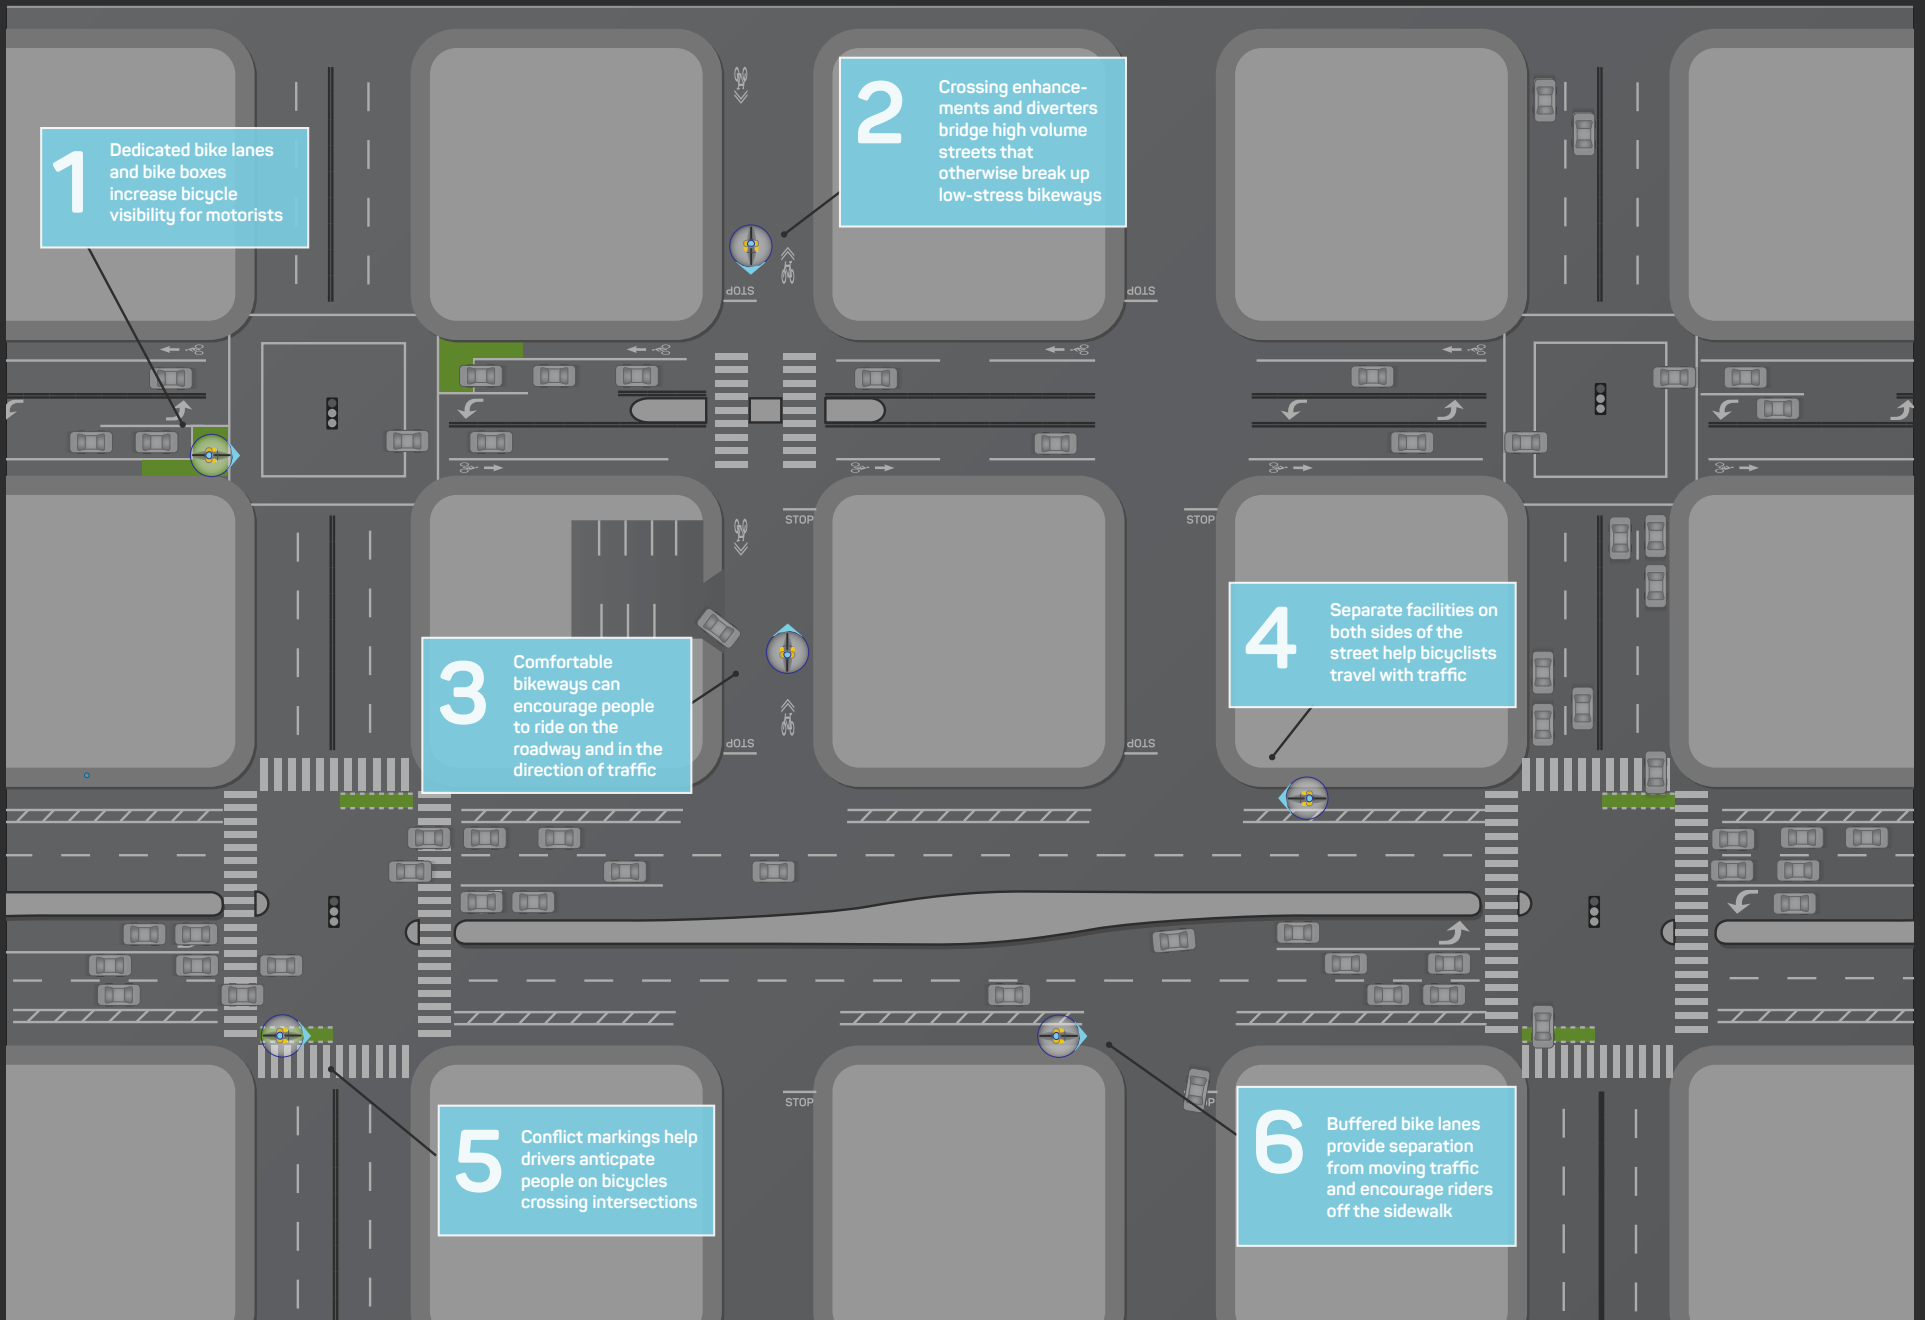 1
Dedicated bike lanes
and bike boxes
increase bicycle
visibility for motorists
2
Crossing enhance-
ments and diverters
bridge high volume
streets that
otherwise break up
low-stress bikeways
STOP
STOP
STOP
STOP
3
Comfortable
bikeways can
encourage people
to ride on the
roadway and in the
direction of traffic
4
Separate facilities on
both sides of the
street help bicyclists
travel with traffic
STOP
STOP
STOP
5
Conflict markings help
drivers anticpate
people on bicycles
crossing intersections
6
Buffered bike lanes
provide separation
from moving traffic
and encourage riders
off the sidewalk